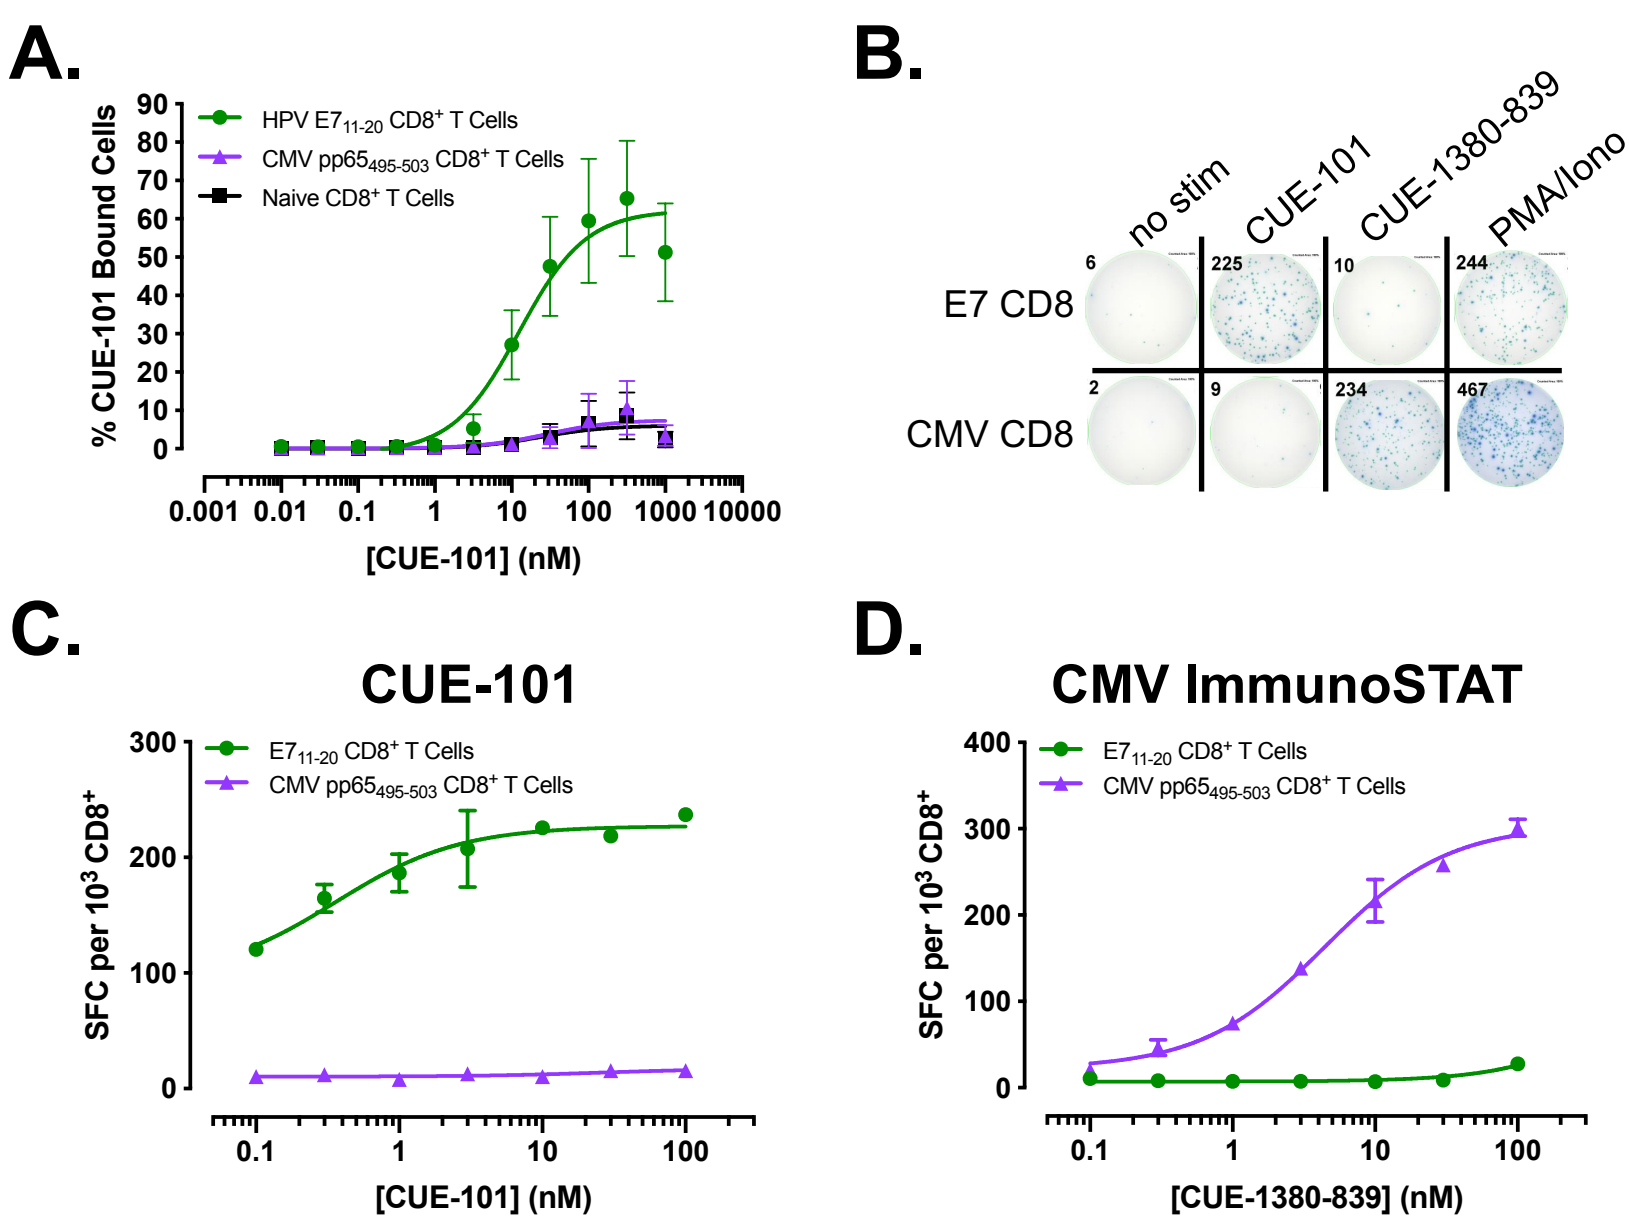 A.
% CUE-101 Bound Cells
90
80
70
60
50
40
30
20
10
0
HPV E7₁₁₋₂₀ CD8⁺ T Cells
CMV pp65₄₉₅₋₅₀₃ CD8⁺ T Cells
Naive CD8⁺ T Cells
0.001 0.01 0.1 1 10 100 1000 10000
[CUE-101] (nM)
B.
no stim CUE-101 CUE-1380-839 PMA/Iono
E7 CD8 6 225 10 244
CMV CD8 2 9 234 467
C.
CUE-101
SFC per 10³ CD8⁺
300
200
100
0
E7₁₁₋₂₀ CD8⁺ T Cells
CMV pp65₄₉₅₋₅₀₃ CD8⁺ T Cells
0.1 1 10 100
[CUE-101] (nM)
D.
CMV ImmunoSTAT
SFC per 10³ CD8⁺
400
300
200
100
0
E7₁₁₋₂₀ CD8⁺ T Cells
CMV pp65₄₉₅₋₅₀₃ CD8⁺ T Cells
0.1 1 10 100
[CUE-1380-839] (nM)